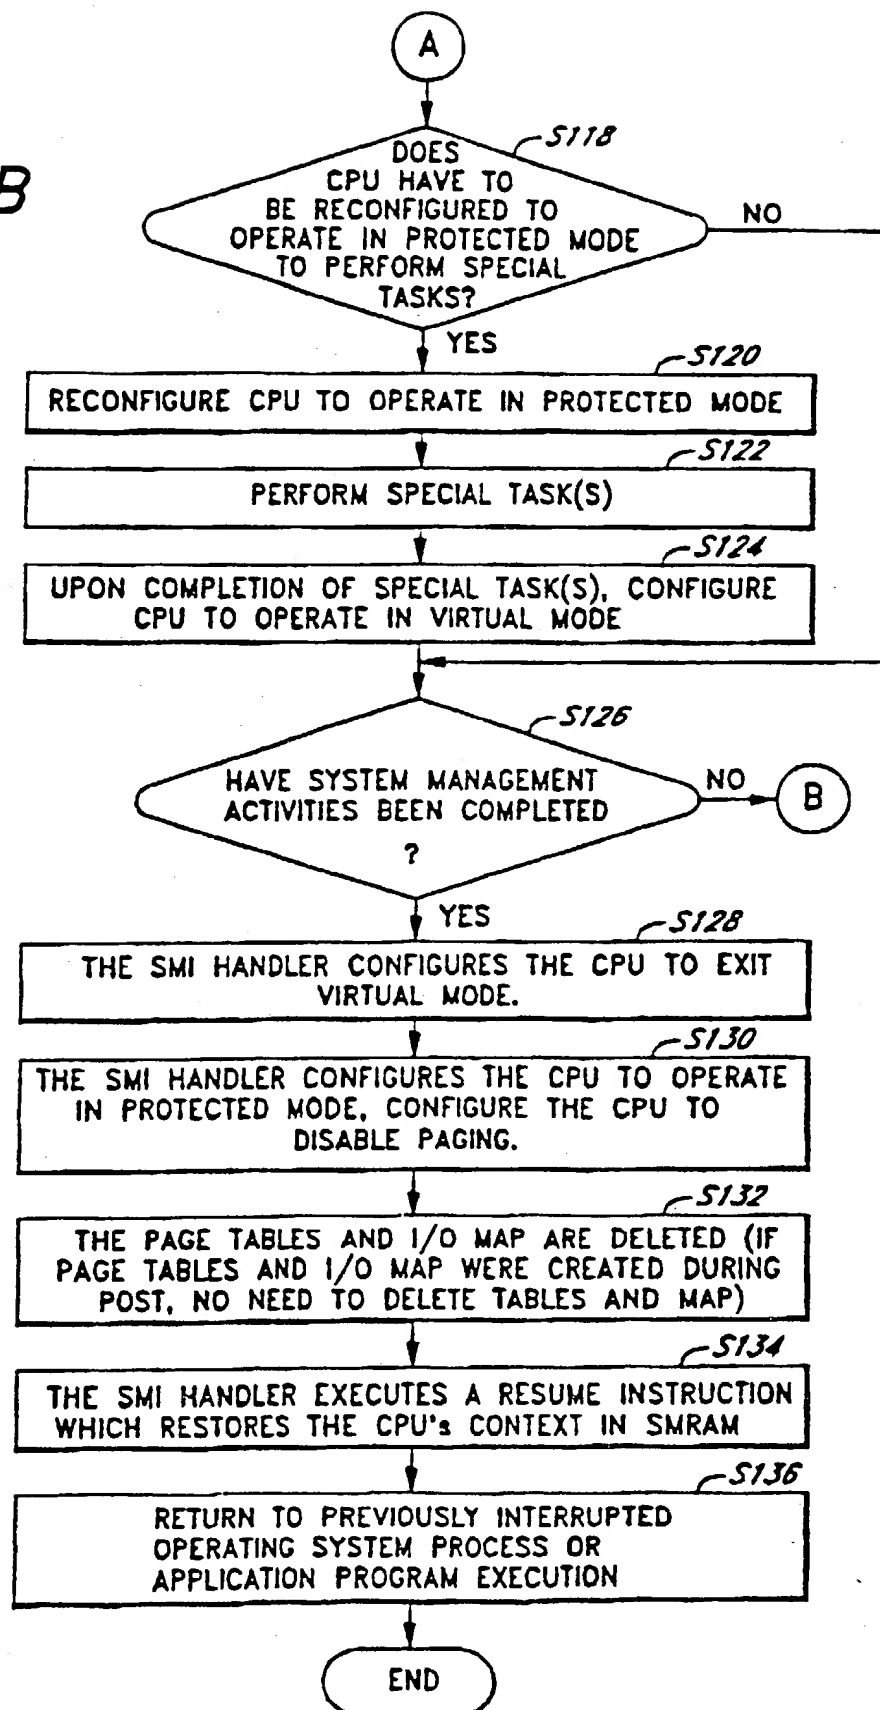 A
S118
B
DOES
CPU HAVE TO
BE RECONFIGURED TO
OPERATE IN PROTECTED MODE
TO PERFORM SPECIAL
TASKS?
NO
YES
S120
RECONFIGURE CPU TO OPERATE IN PROTECTED MODE
S122
PERFORM SPECIAL TASK(S)
S124
UPON COMPLETION OF SPECIAL TASK(S), CONFIGURE
CPU TO OPERATE IN VIRTUAL MODE
S126
HAVE SYSTEM MANAGEMENT
ACTIVITIES BEEN COMPLETED
?
NO
B
YES
S128
THE SMI HANDLER CONFIGURES THE CPU TO EXIT
VIRTUAL MODE.
S130
THE SMI HANDLER CONFIGURES THE CPU TO OPERATE
IN PROTECTED MODE, CONFIGURE THE CPU TO
DISABLE PAGING.
S132
THE PAGE TABLES AND I/O MAP ARE DELETED (IF
PAGE TABLES AND I/O MAP WERE CREATED DURING
POST, NO NEED TO DELETE TABLES AND MAP)
S134
THE SMI HANDLER EXECUTES A RESUME INSTRUCTION
WHICH RESTORES THE CPU's CONTEXT IN SMRAM
S136
RETURN TO PREVIOUSLY INTERRUPTED
OPERATING SYSTEM PROCESS OR
APPLICATION PROGRAM EXECUTION
END